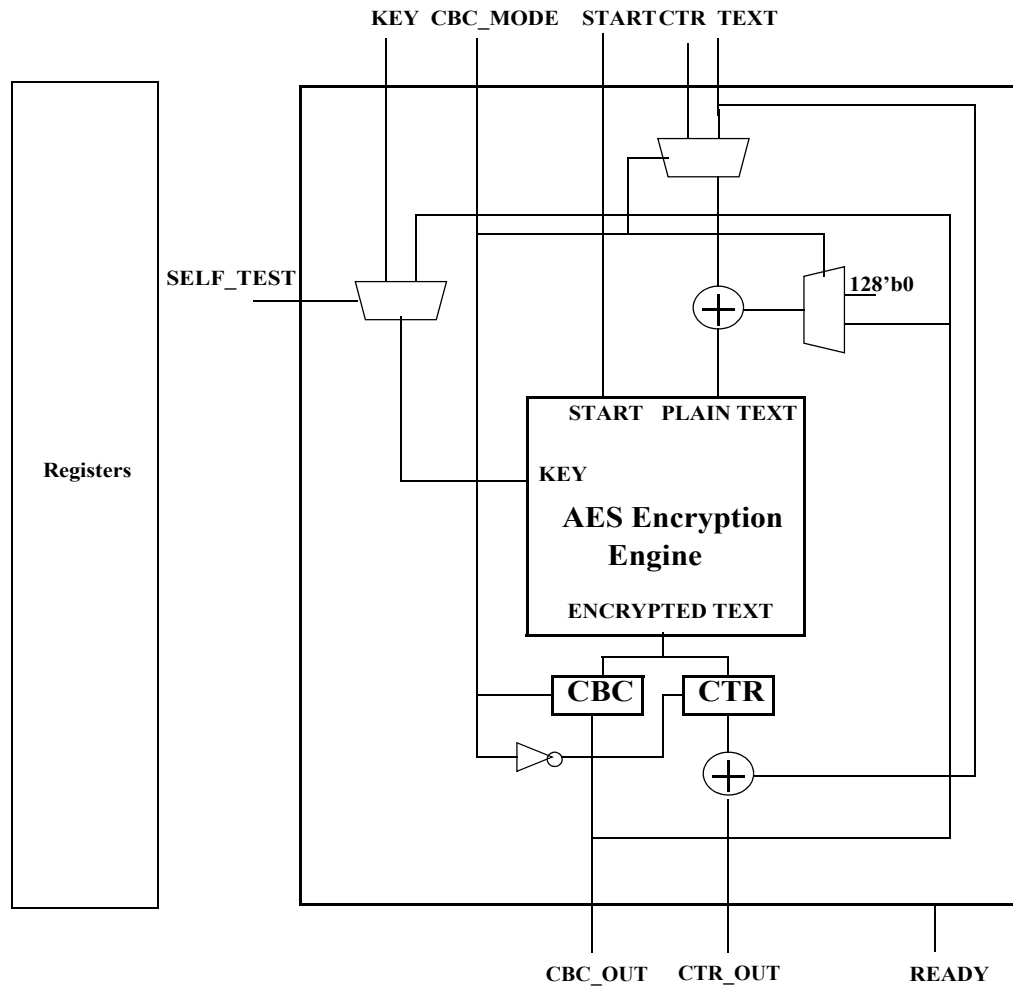 KEY CBC_MODE START CTR TEXT
SELF_TEST
128’b0
START PLAIN TEXT
Registers
KEY
AES Encryption
Engine
ENCRYPTED TEXT
CBC CTR
CBC_OUT CTR_OUT READY